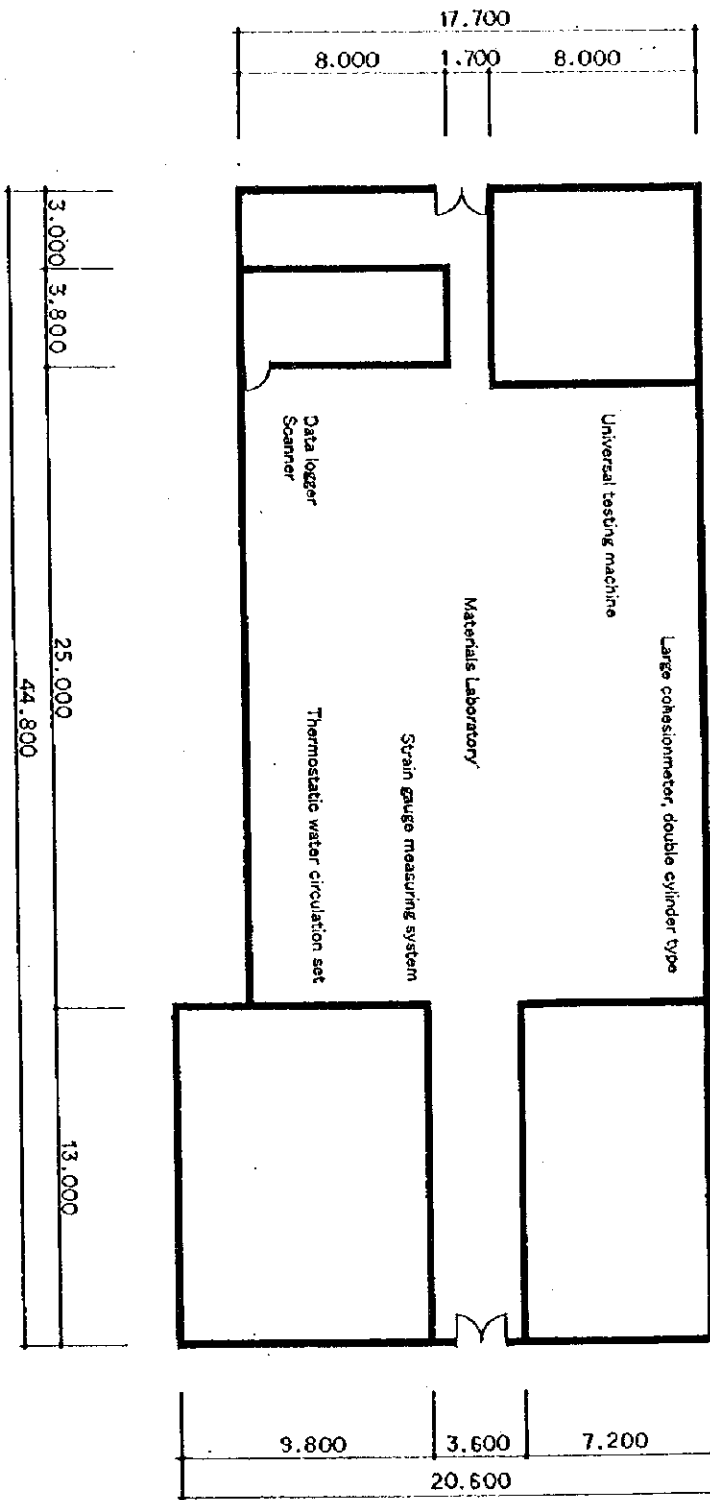 17.700
8.000
1.700
8.000
3.000
3.800
25.000
13.000
44.800
Universal testing machine
Large cohesionmeter, double cylinder type
Data logger
Scanner
Materials Laboratory
Strain gauge measuring system
Thermostatic water circulation set
9.800
3.600
7.200
20.600